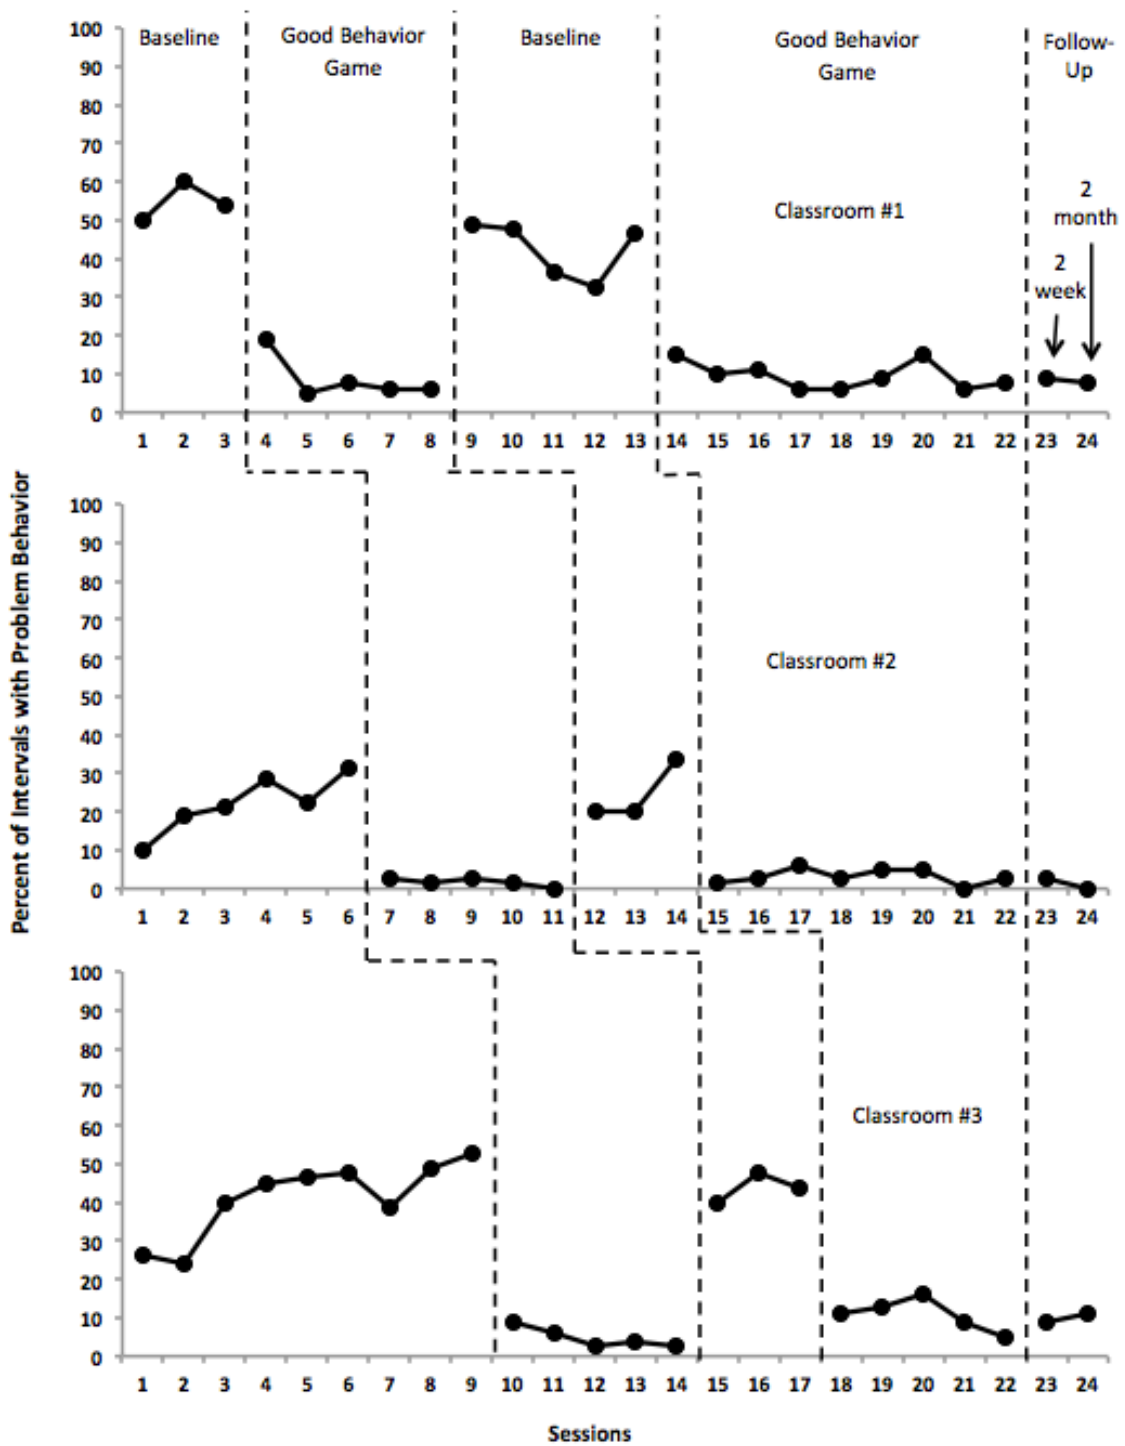 Percent of Intervals with Problem Behavior
Baseline
Good Behavior
Game
Baseline
Good Behavior
Game
Follow-
Up
100
90
80
70
60
50
40
30
20
10
0
Classroom #1
2
month
2
week
1 2 3 4 5 6 7 8 9 10 11 12 13 14 15 16 17 18 19 20 21 22 23 24
100
90
80
70
60
50
40
30
20
10
0
Classroom #2
1 2 3 4 5 6 7 8 9 10 11 12 13 14 15 16 17 18 19 20 21 22 23 24
100
90
80
70
60
50
40
30
20
10
0
Classroom #3
1 2 3 4 5 6 7 8 9 10 11 12 13 14 15 16 17 18 19 20 21 22 23 24
Sessions